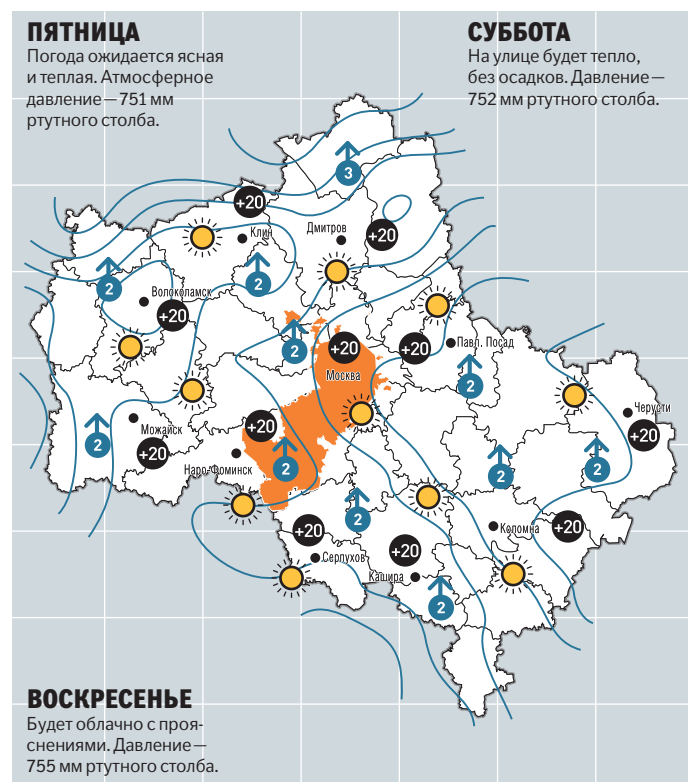 ПЯТНИЦА
Погода ожидается ясная
и теплая. Атмосферное
давление—751 мм
ртутного столба.
СУББОТА
На улице будет тепло,
без осадков. Давление—
752 мм ртутного столба.
3
+20
Клин
Дмитров
+20
2
2
Волоколамск
+20
2
+20
Москва
+20
Павл. Посад
2
Можайск
+20
2
+20
Наро-Фоминск
2
Черусти
+20
2
2
+20
Серпухов
2
+20
Кашира
2
Коломна
+20
ВОСКРЕСЕНЬЕ
Будет облачно с проя-
снениями. Давление—
755 мм ртутного столба.